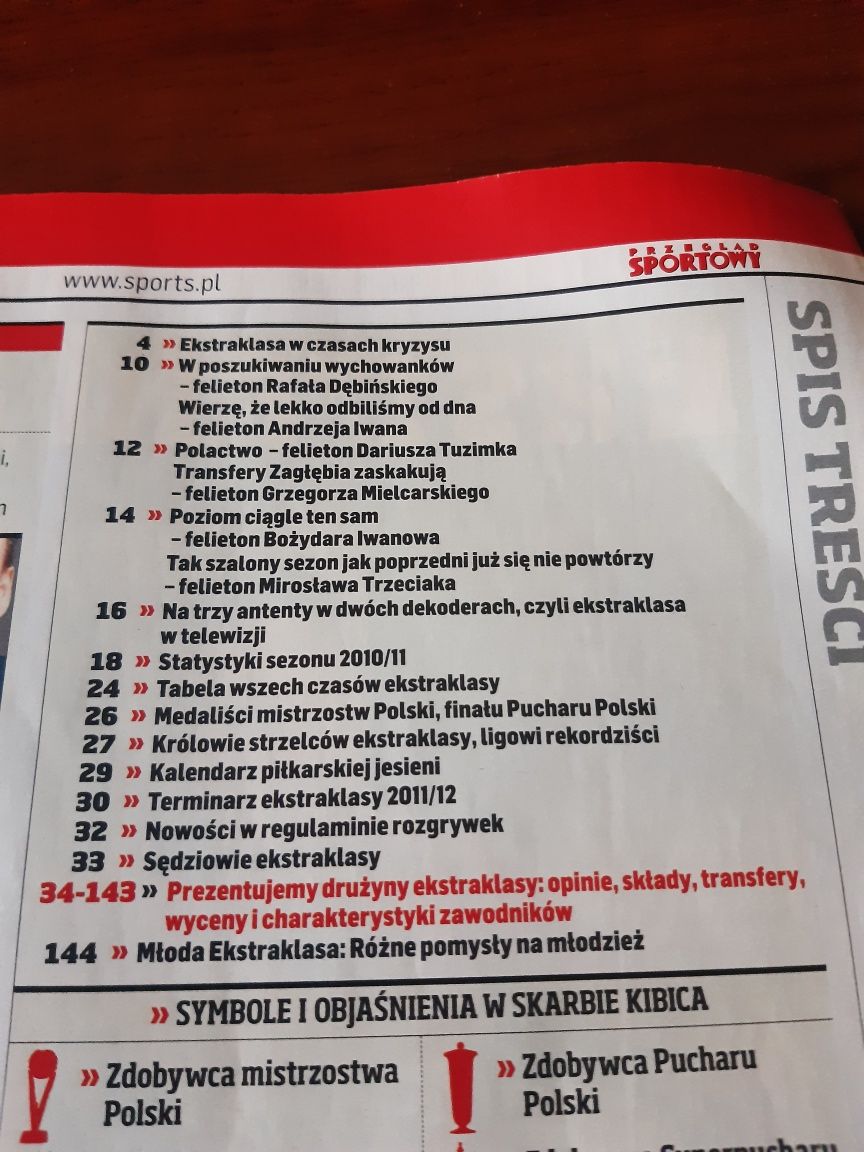 PRZEGLĄD
SPORTOWY
www.sports.pl
SPIS TREŚCI
4 » Ekstraklasa w czasach kryzysu
10 » W poszukiwaniu wychowanków
– felieton Rafała Dębińskiego
Wierzę, że lekko odbiliśmy od dna
– felieton Andrzeja Iwana
12 » Polactwo – felieton Dariusza Tuzimka
Transfery Zagłębia zaskakują
– felieton Grzegorza Mielcarskiego
14 » Poziom ciągle ten sam
– felieton Bożydara Iwanowa
Tak szalony sezon jak poprzedni już się nie powtórzy
– felieton Mirosława Trzeciaka
16 » Na trzy anteny w dwóch dekoderach, czyli ekstraklasa
w telewizji
18 » Statystyki sezonu 2010/11
24 » Tabela wszech czasów ekstraklasy
26 » Medaliści mistrzostw Polski, finału Pucharu Polski
27 » Królowie strzelców ekstraklasy, ligowi rekordziści
29 » Kalendarz piłkarskiej jesieni
30 » Terminarz ekstraklasy 2011/12
32 » Nowości w regulaminie rozgrywek
33 » Sędziowie ekstraklasy
34-143 » Prezentujemy drużyny ekstraklasy: opinie, składy, transfery,
wyceny i charakterystyki zawodników
144 » Młoda Ekstraklasa: Różne pomysły na młodzież
» SYMBOLE I OBJAŚNIENIA W SKARBIE KIBICA
» Zdobywca mistrzostwa
Polski
» Zdobywca Pucharu
Polski